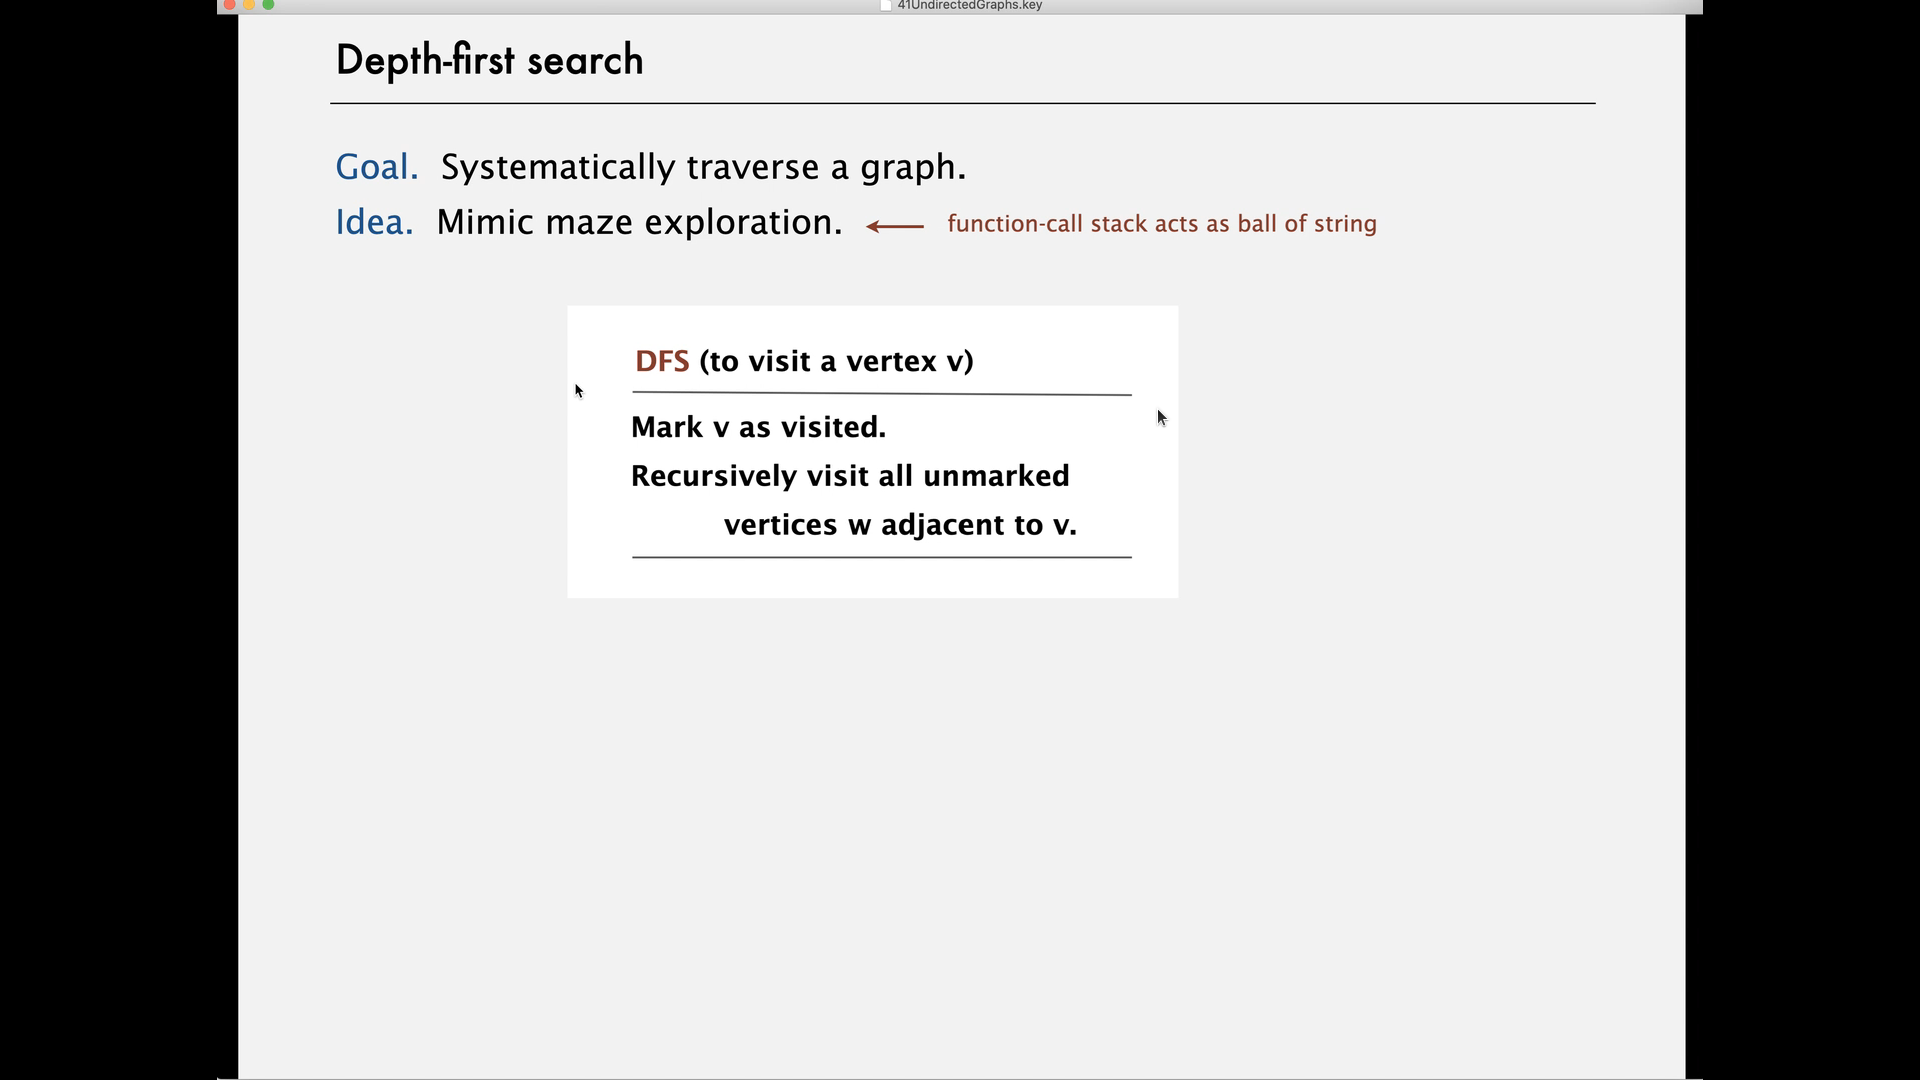 41UndirectedGraphs.key
Depth-first search
Goal. Systematically traverse a graph.
Idea. Mimic maze exploration. function-call stack acts as ball of string
DFS (to visit a vertex v)
Mark v as visited.
Recursively visit all unmarked
vertices w adjacent to v.